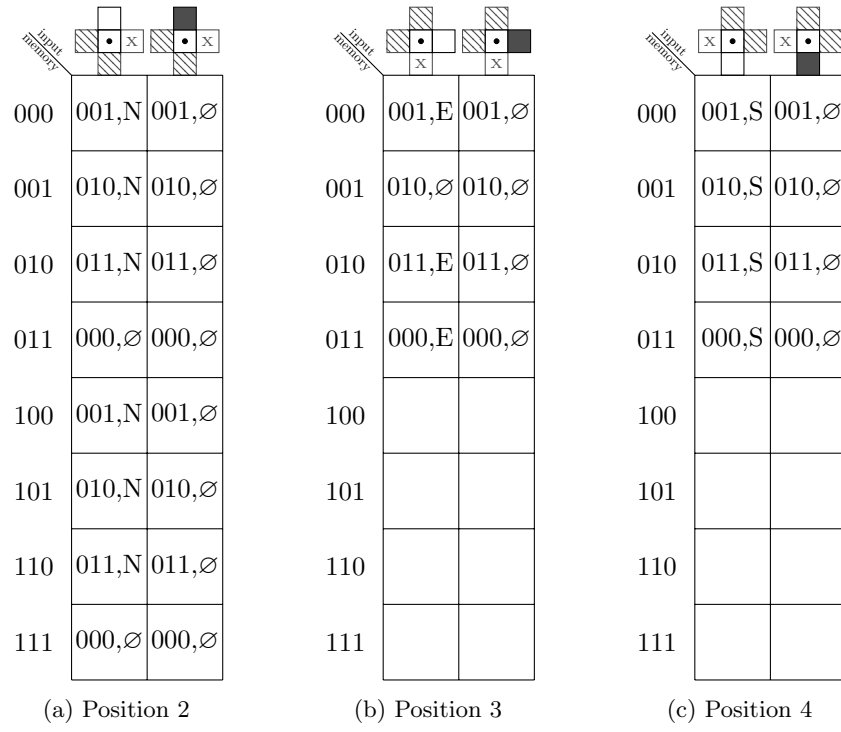 x x x x x x
input memory input memory input memory
000 001,N 001,∅ 000 001,E 001,∅ 000 001,S 001,∅
001 010,N 010,∅ 001 010,∅ 010,∅ 001 010,S 010,∅
010 011,N 011,∅ 010 011,E 011,∅ 010 011,S 011,∅
011 000,∅ 000,∅ 011 000,E 000,∅ 011 000,S 000,∅
100 001,N 001,∅ 100 100
101 010,N 010,∅ 101 101
110 011,N 011,∅ 110 110
111 000,∅ 000,∅ 111 111
(a) Position 2 (b) Position 3 (c) Position 4